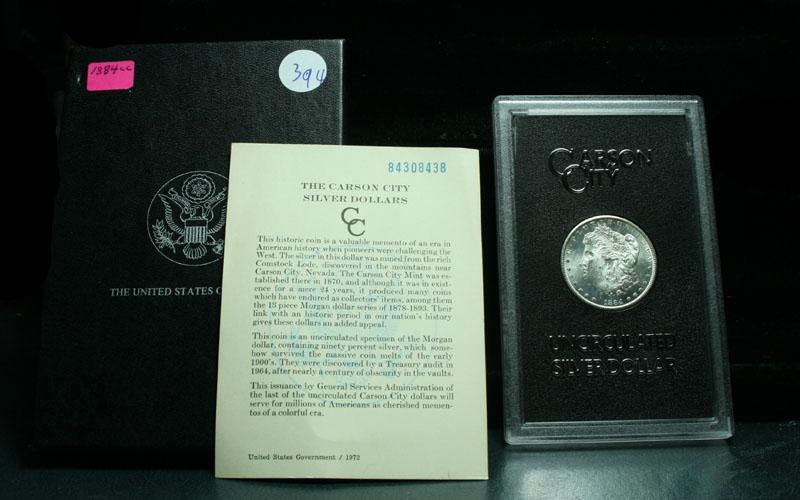 1884cc
394
THE UNITED STATES O
84308438
THE CARSON CITY
SILVER DOLLARS
CC
This historic coin is a valuable memento of an era in
American history when pioneers were challenging the
West. The silver in this dollar was mined from the rich
Comstock Lode, discovered in the mountains near
Carson City, Nevada. The Carson City Mint was es-
tablished there in 1870, and although it was in exist-
ence for a mere 24 years, it produced many coins
which have endured as collectors' items, among them
the 13 piece Morgan dollar series of 1878-1893. Their
link with an historic period in our nation's history
gives these dollars an added appeal.
This coin is an uncirculated specimen of the Morgan
dollar, containing ninety percent silver, which some-
how survived the massive coin melts of the early
1900's. They were discovered by a Treasury audit in
1964, after nearly a century of obscurity in the vaults.
This issuance by General Services Administration of
the last of the uncirculated Carson City dollars will
serve for millions of Americans as cherished memen-
tos of a colorful era.
United States Government / 1972
CARSON
CITY
1884
UNCIRCULATED
SILVER DOLLAR